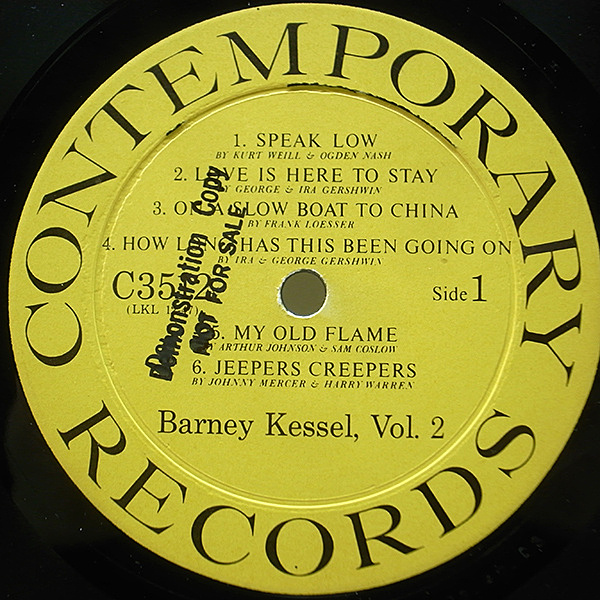 CONTEMPORARY
1. SPEAK LOW
BY KURT WEILL & OGDEN NASH
2. LOVE IS HERE TO STAY
BY GEORGE & IRA GERSHWIN
3. ON A SLOW BOAT TO CHINA
BY FRANK LOESSER
4. HOW LONG HAS THIS BEEN GOING ON
BY IRA & GEORGE GERSHWIN
Side 1
(LKL
5. MY OLD FLAME
BY ARTHUR JOHNSON & SAM COSLOW
6. JEEPERS CREEPERS
BY JOHNNY MERCER & HARRY WARREN
Barney Kessel, Vol. 2
RECORDS
Demonstration Copy
NOT FOR SALE